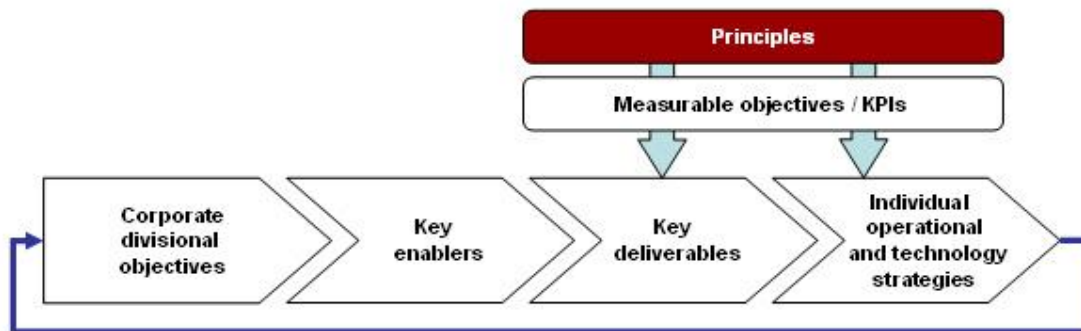 Principles
Measurable objectives / KPIs
Corporate
divisional
objectives
Key
enablers
Key
deliverables
Individual
operational
and technology
strategies